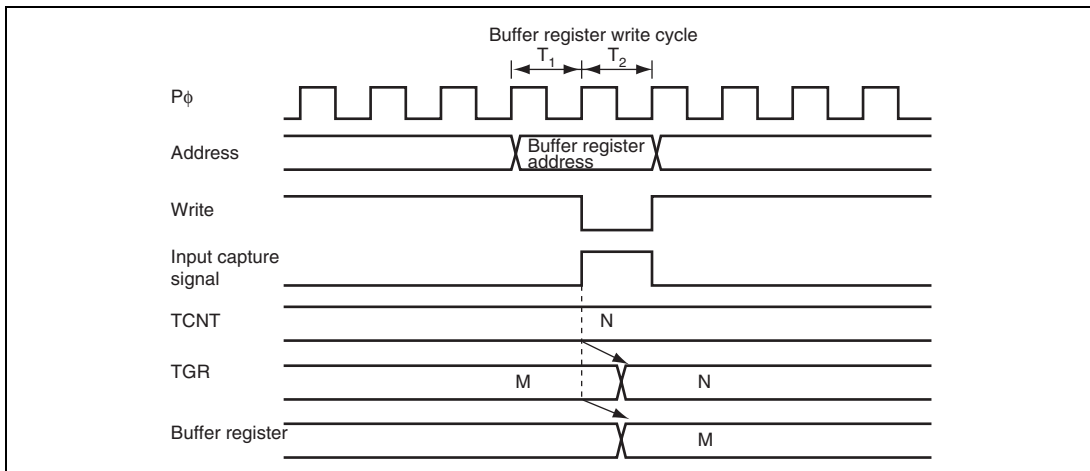 Buffer register write cycle
T₁ T₂
Pϕ
Address
Buffer register
address
Write
Input capture
signal
TCNT
N
TGR
M N
Buffer register
M